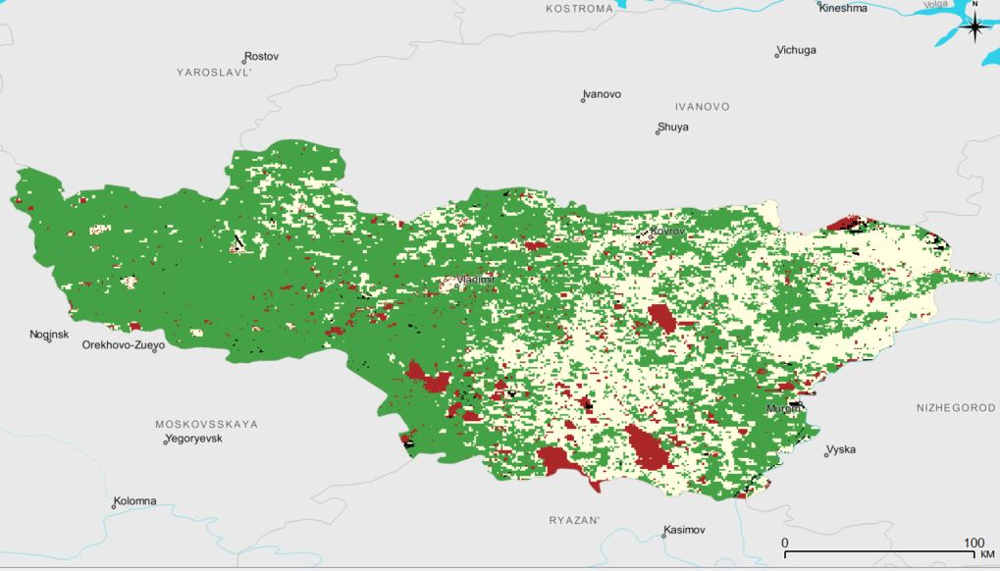 KOSTROMA
Kineshma
Volga
N
Vichuga
Rostov
YAROSLAVL'
Ivanovo
IVANOVO
Shuya
Kovrov
Vladimir
Noginsk
Orekhovo-Zueyo
Murom
NIZHEGOROD
MOSKOVSSKAYA
Yegoryevsk
Vyska
Kolomna
RYAZAN'
Kasimov
0 100
КМ